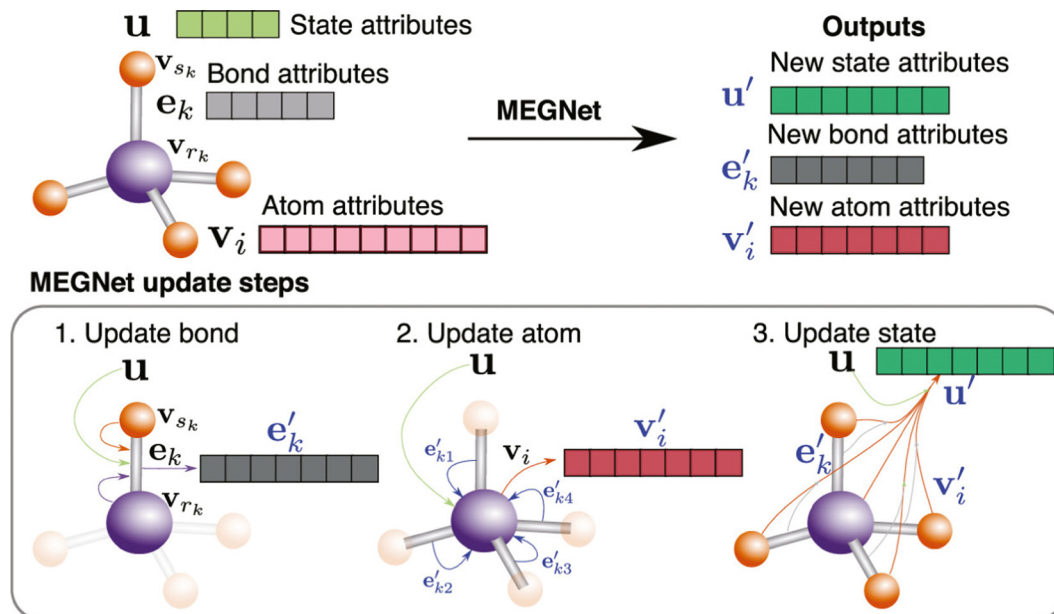 u State attributes
v_{s_k}
Bond attributes
e_k
v_{r_k}
Atom attributes
v_i
MEGNet
Outputs
New state attributes
u′
New bond attributes
e′_k
New atom attributes
v′_i
MEGNet update steps
1. Update bond
u
v_{s_k}
e_k
e′_k
v_{r_k}
2. Update atom
u
e′_{k1}
v_i
v′_i
e′_{k4}
e′_{k2}
e′_{k3}
3. Update state
u
u′
e′_k
v′_i